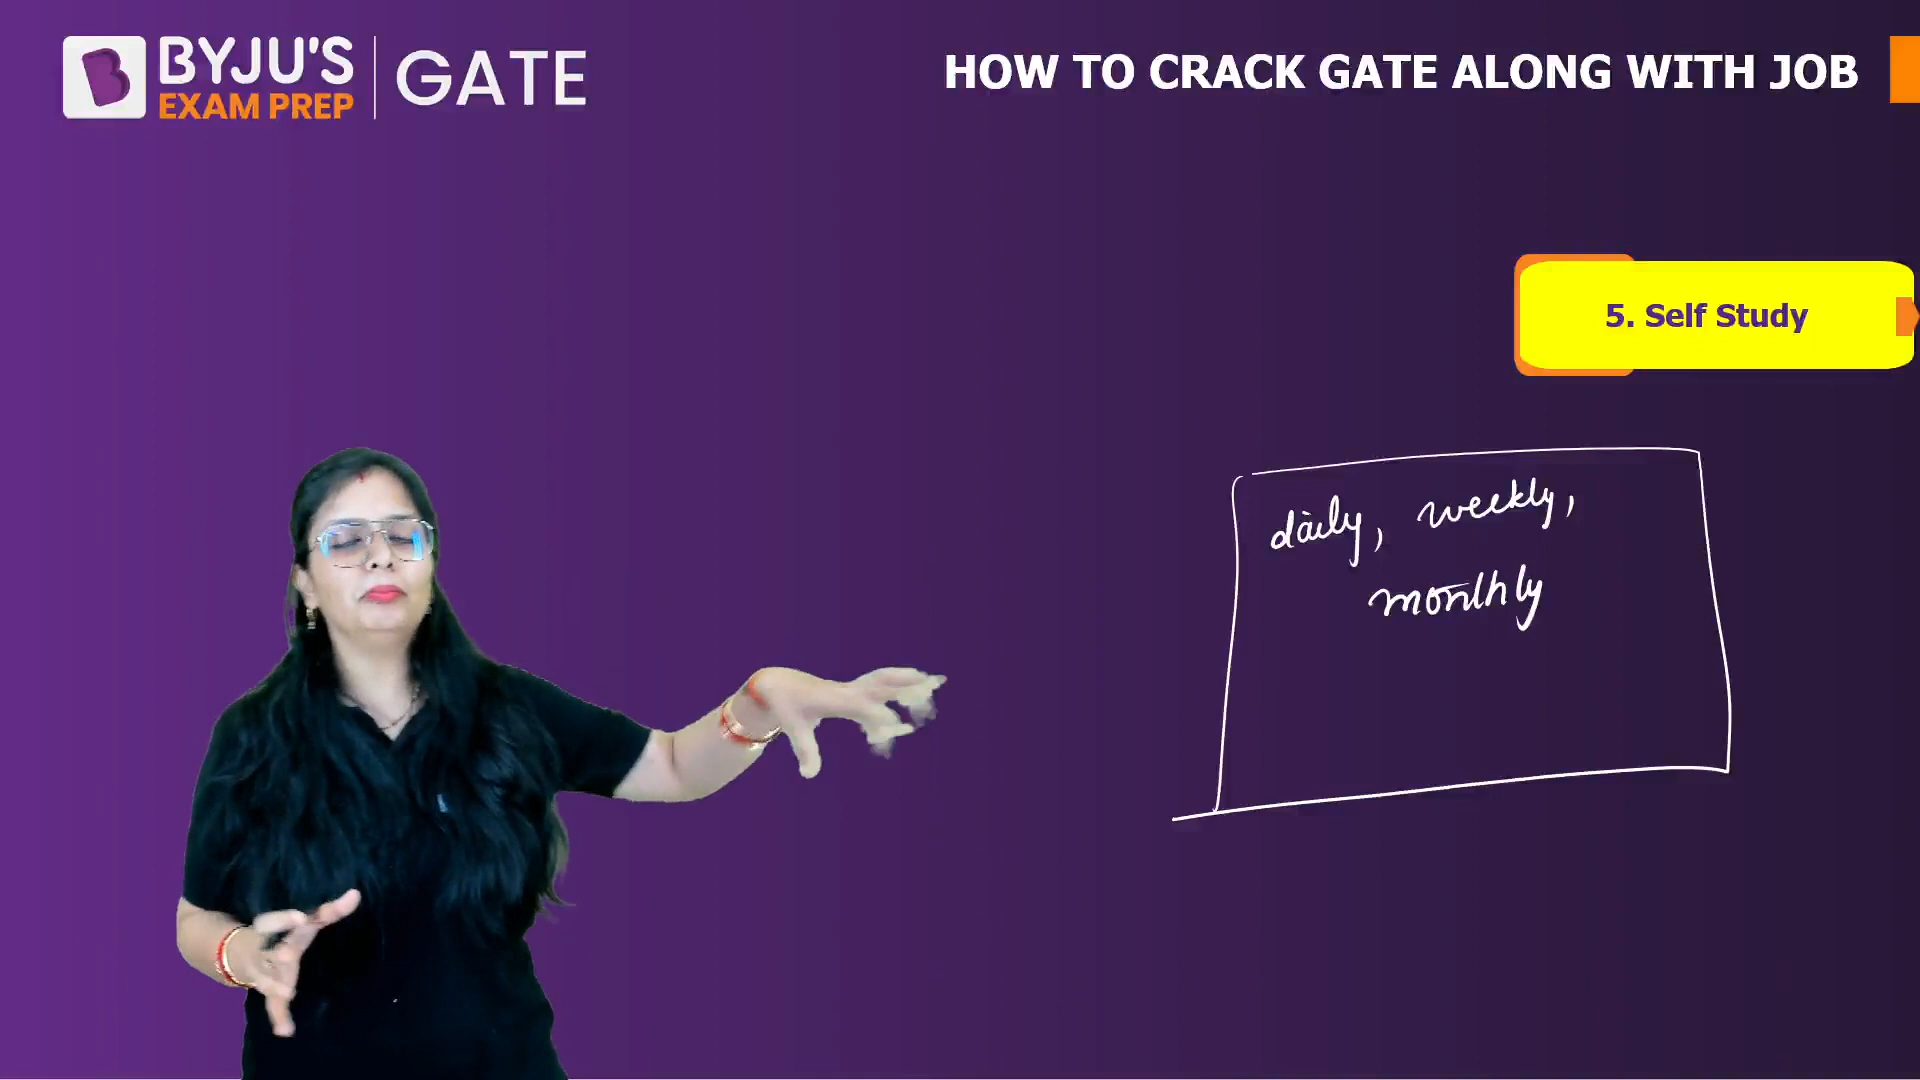 BYJU'S
EXAM PREP
GATE
HOW TO CRACK GATE ALONG WITH JOB
5. Self Study
daily, weekly,
monthly